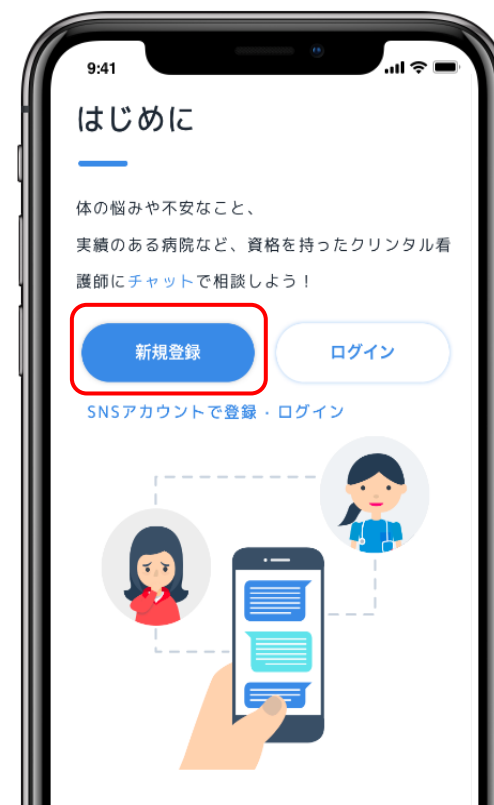 9:41
はじめに
体の悩みや不安なこと、
実績のある病院など、資格を持ったクリンタル看
護師にチャットで相談しよう！
新規登録 ログイン
SNSアカウントで登録・ログイン